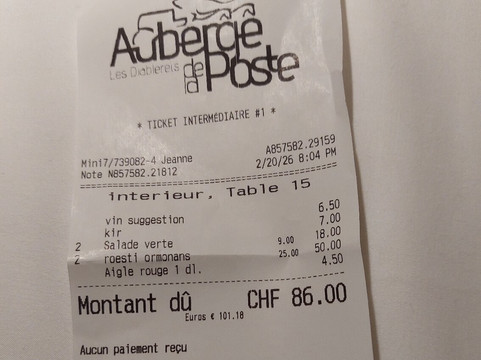 Auberge
Les Diablerets de la Poste
* TICKET INTERMÉDIAIRE #1 *
Mini7/739082-4 Jeanne A857582.29159
Note N857582.21812 2/20/26 8:04 PM
interieur, Table 15
vin suggestion 6.50
kir 7.00
2 Salade verte 9.00 18.00
2 roesti ormonans 25.00 50.00
Aigle rouge 1 dl. 4.50
Montant dû CHF 86.00
Euros € 101.18
Aucun paiement reçu